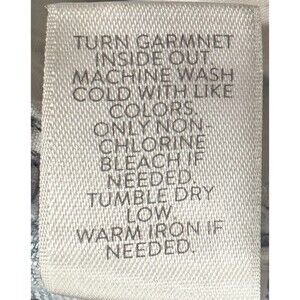 TURN GARMNET
INSIDE OUT.
MACHINE WASH
COLD WITH LIKE
COLORS.
ONLY NON-
CHLORINE
BLEACH IF
NEEDED.
TUMBLE DRY
LOW.
WARM IRON IF
NEEDED.